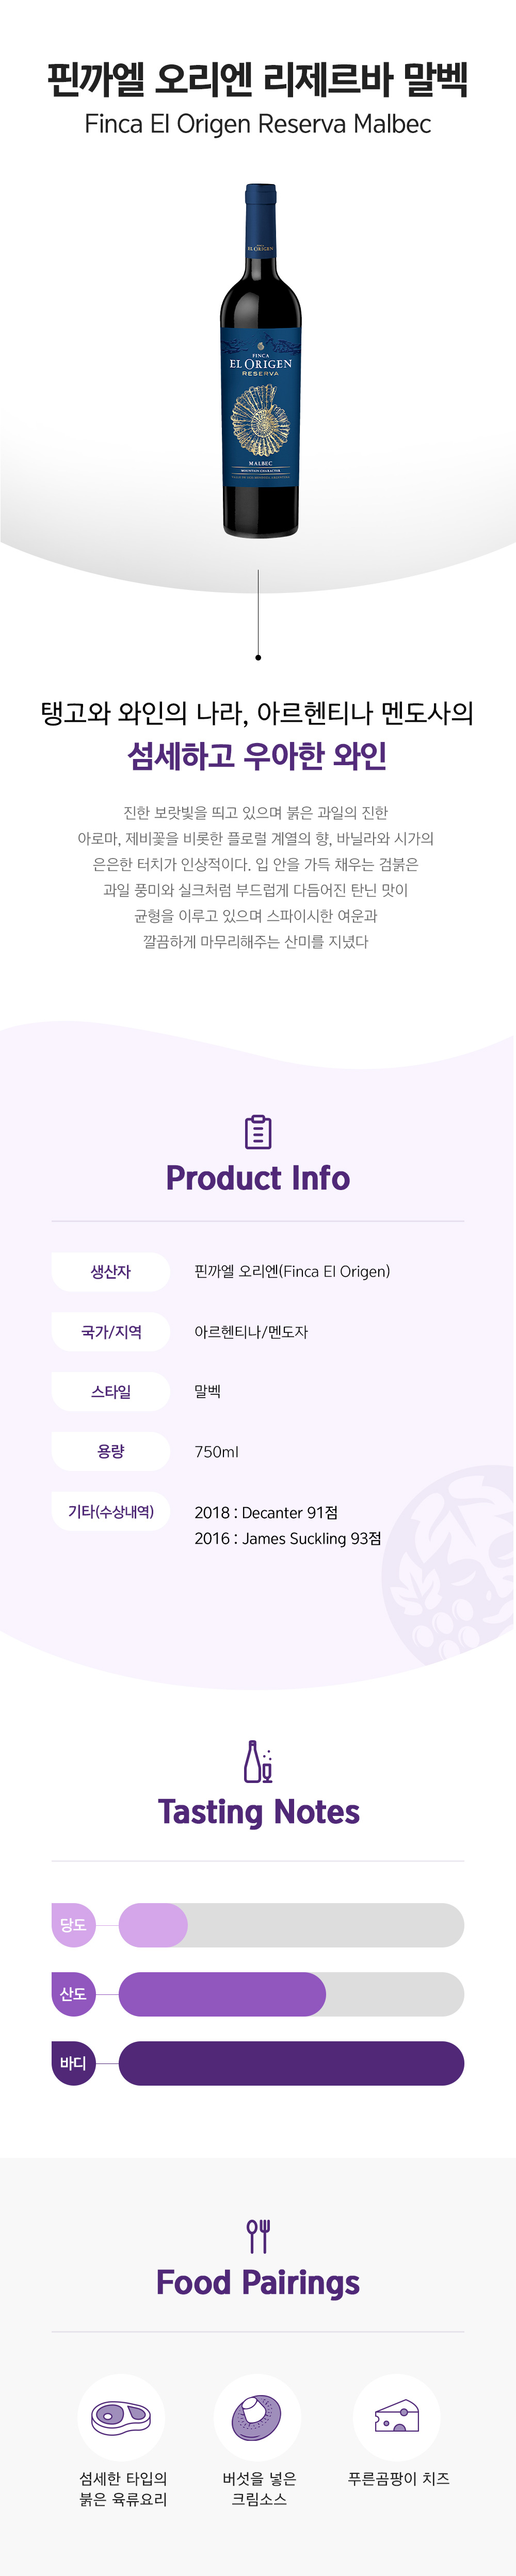 핀까엘 오리엔 리제르바 말벡
Finca El Origen Reserva Malbec
FINCA
EL ORIGEN
FINCA
EL ORIGEN
RESERVA
MALBEC
MOUNTAIN CHARACTER
탱고와 와인의 나라, 아르헨티나 멘도사의
섬세하고 우아한 와인
진한 보랏빛을 띄고 있으며 붉은 과일의 진한
아로마, 제비꽃을 비롯한 플로럴 계열의 향, 바닐라와 시가의
은은한 터치가 인상적이다. 입 안을 가득 채우는 검붉은
과일 풍미와 실크처럼 부드럽게 다듬어진 탄닌 맛이
균형을 이루고 있으며 스파이시한 여운과
깔끔하게 마무리해주는 산미를 지녔다
Product Info
생산자 핀까엘 오리엔(Finca El Origen)
국가/지역 아르헨티나/멘도자
스타일 말벡
용량 750ml
기타(수상내역) 2018 : Decanter 91점
2016 : James Suckling 93점
Tasting Notes
당도
산도
바디
Food Pairings
섬세한 타입의
붉은 육류요리
버섯을 넣은
크림소스
푸른곰팡이 치즈